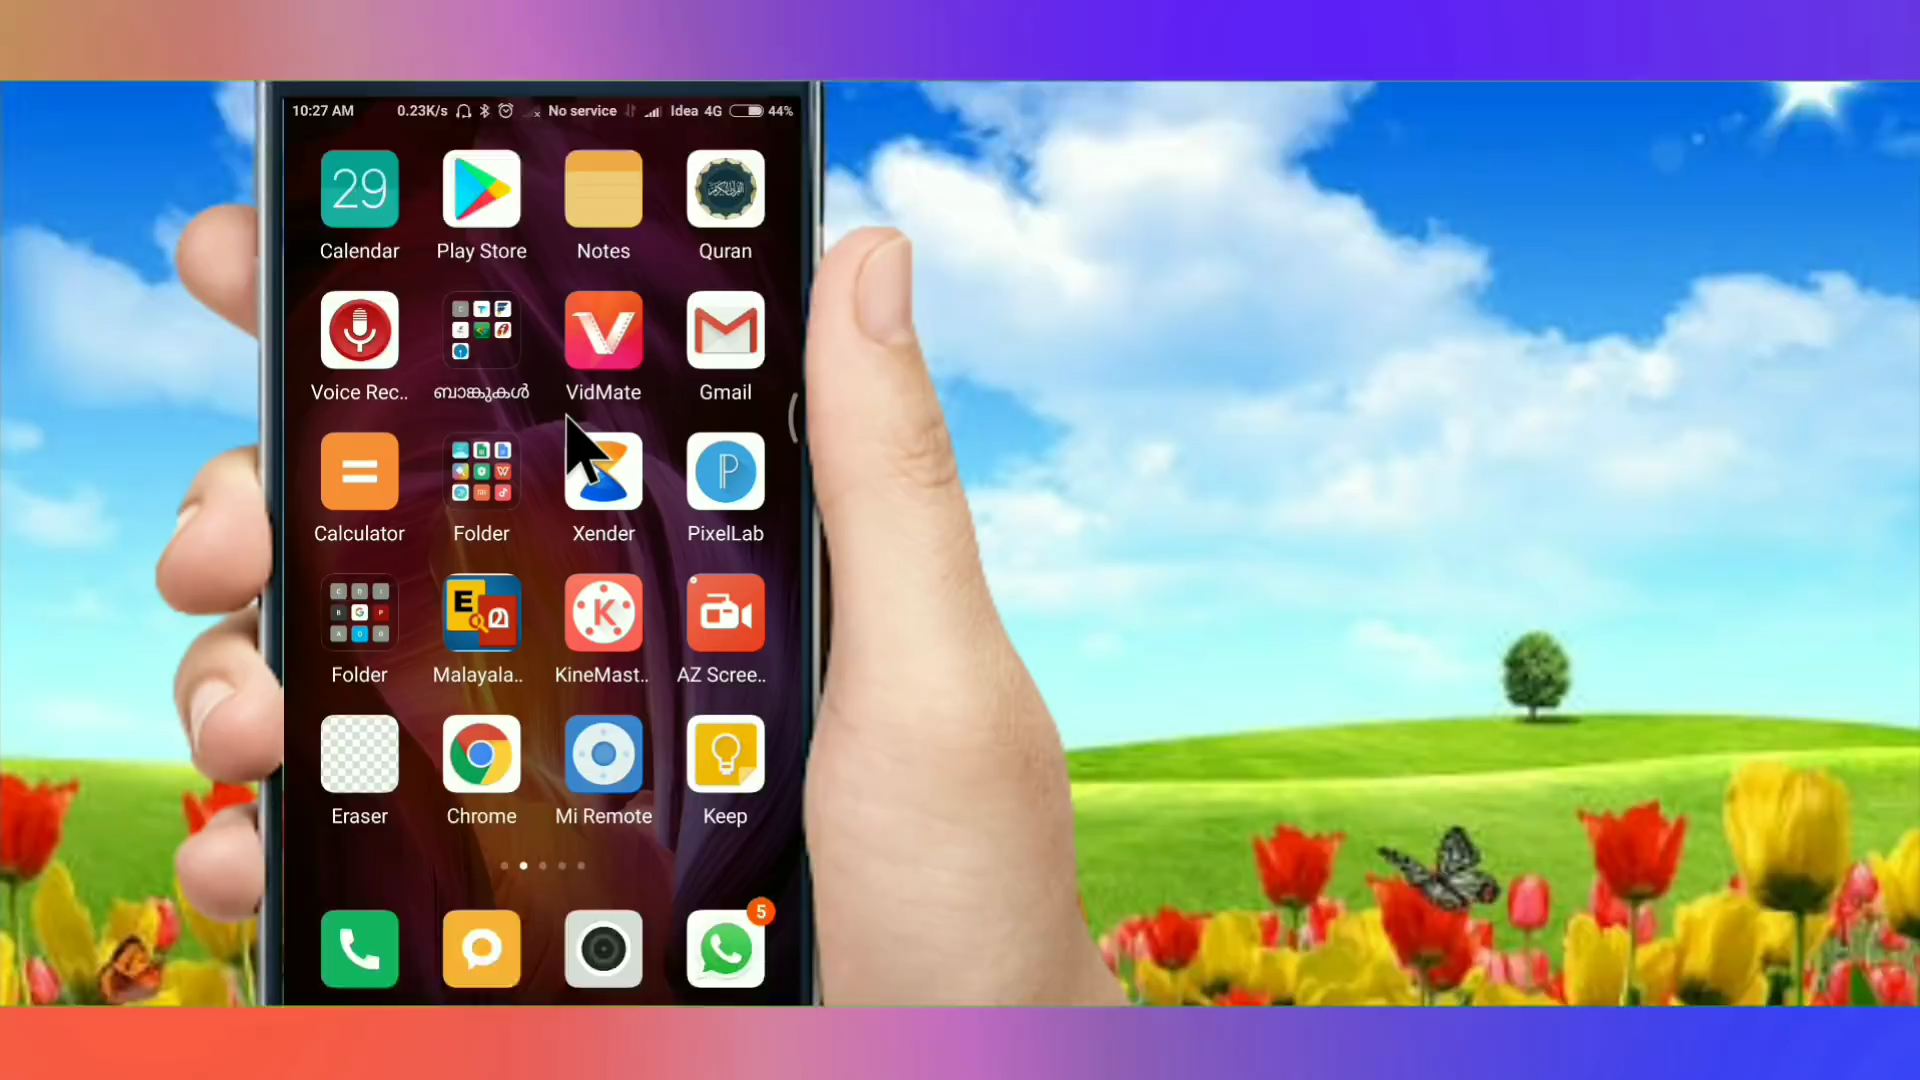 10:27 AM 0.23K/s No service Idea 4G 44%
29
Calendar Play Store Notes Quran
Voice Rec.. ബാങ്കുകൾ VidMate Gmail
Calculator Folder Xender PixelLab
Folder Malayala.. KineMast.. AZ Scree..
Eraser Chrome Mi Remote Keep
5